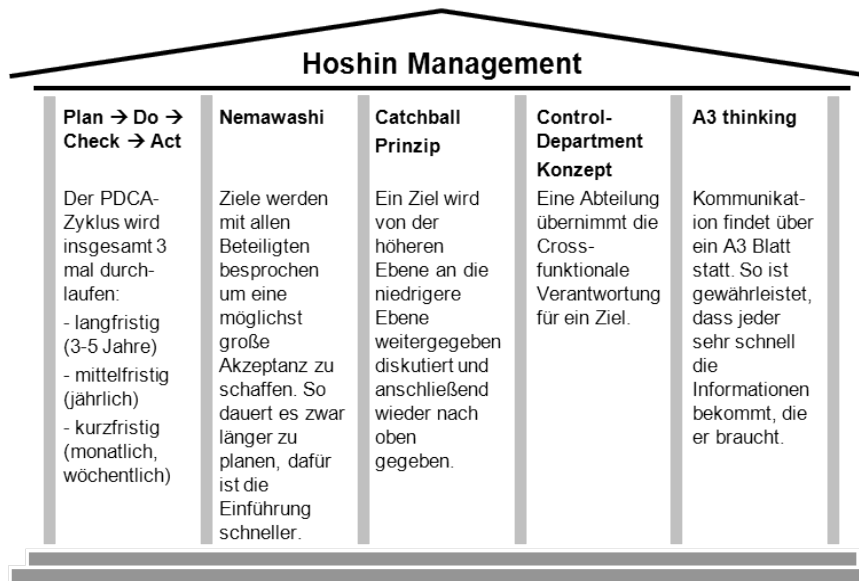 Hoshin Management
Plan → Do →
Check → Act
Der PDCA-
Zyklus wird
insgesamt 3
mal durch-
laufen:
- langfristig
(3-5 Jahre)
- mittelfristig
(jährlich)
- kurzfristig
(monatlich,
wöchentlich)
Nemawashi
Ziele werden
mit allen
Beteiligten
besprochen
um eine
möglichst
große
Akzeptanz zu
schaffen. So
dauert es zwar
länger zu
planen, dafür
ist die
Einführung
schneller.
Catchball
Prinzip
Ein Ziel wird
von der
höheren
Ebene an die
niedrigere
Ebene
weitergegeben
diskutiert und
anschließend
wieder nach
oben
gegeben.
Control-
Department
Konzept
Eine Abteilung
übernimmt die
Cross-
funktionale
Verantwortung
für ein Ziel.
A3 thinking
Kommunikat-
ion findet über
ein A3 Blatt
statt. So ist
gewährleistet,
dass jeder
sehr schnell
die
Informationen
bekommt, die
er braucht.